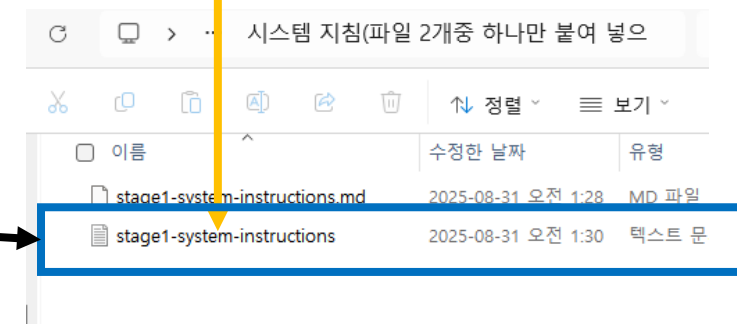 시스템 지침(파일 2개중 하나만 붙여 넣으
정렬 보기
이름 수정한 날짜 유형
stage1-system-instructions.md 2025-08-31 오전 1:28 MD 파일
stage1-system-instructions 2025-08-31 오전 1:30 텍스트 문